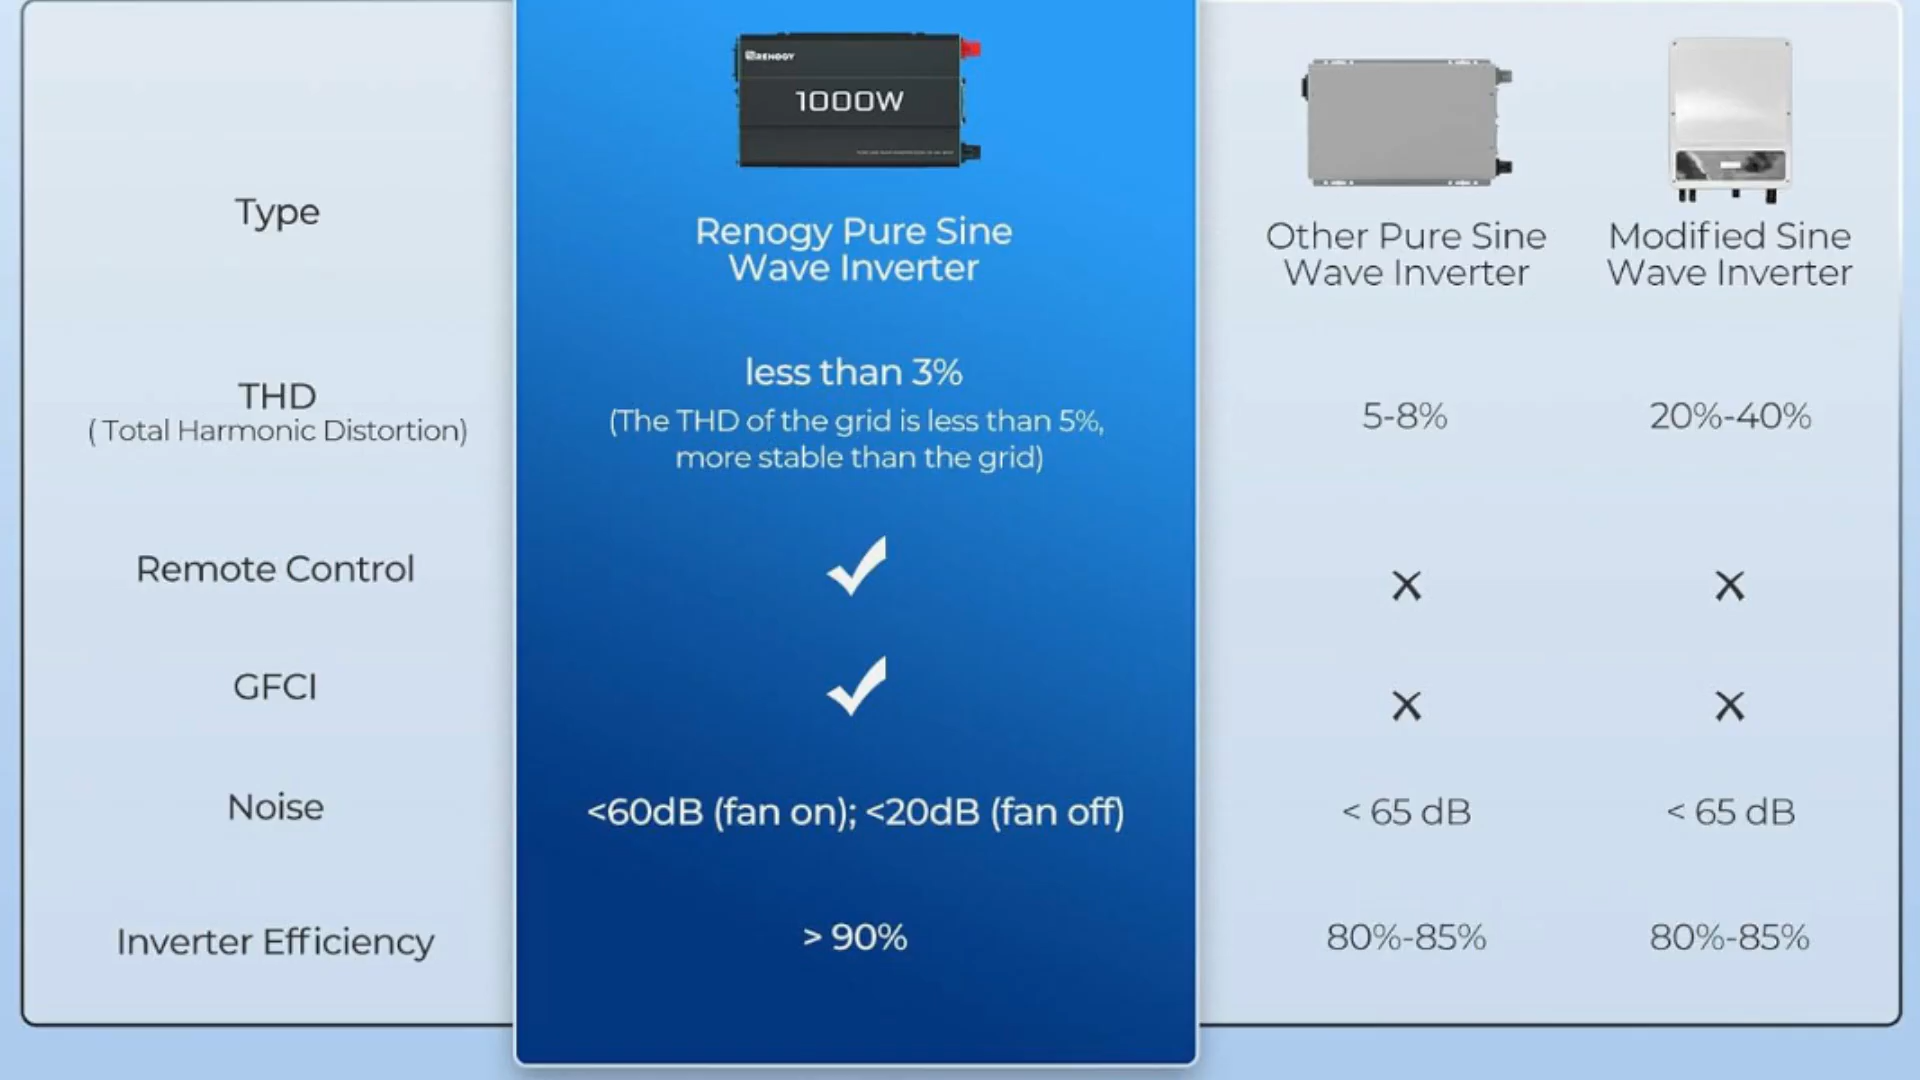 RENOGY
1000W
Type
Renogy Pure Sine
Wave Inverter
Other Pure Sine
Wave Inverter
Modified Sine
Wave Inverter
THD
( Total Harmonic Distortion)
less than 3%
(The THD of the grid is less than 5%,
more stable than the grid)
5-8%
20%-40%
Remote Control
GFCI
Noise
<60dB (fan on); <20dB (fan off)
< 65 dB
< 65 dB
Inverter Efficiency
> 90%
80%-85%
80%-85%